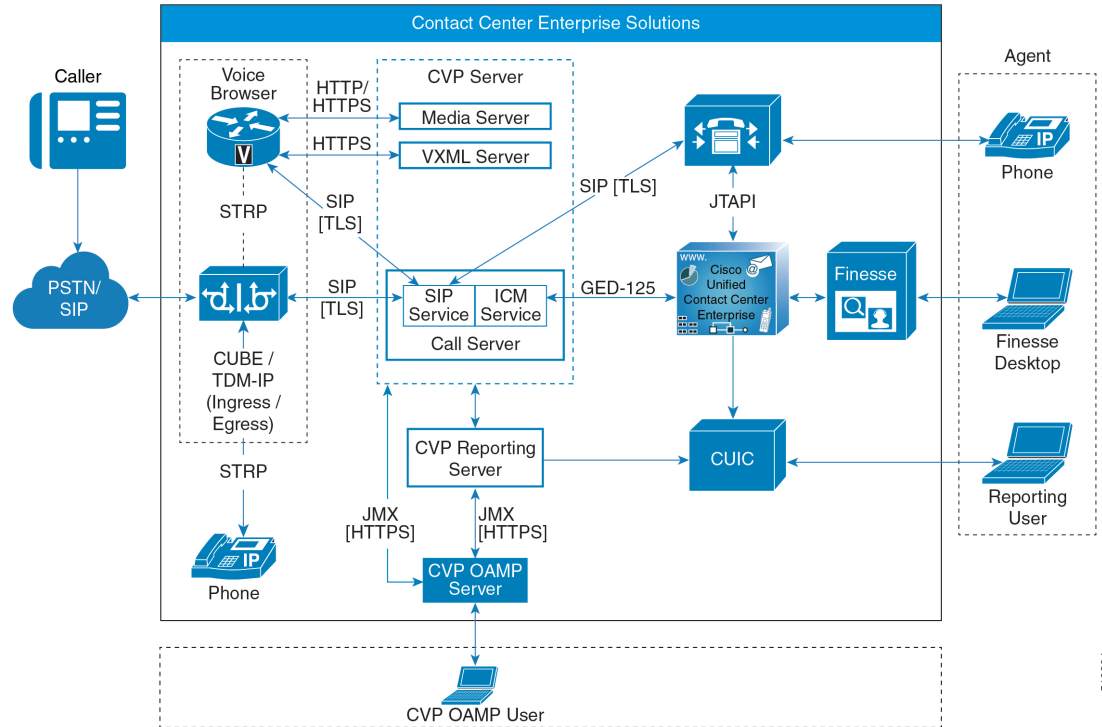 Contact Center Enterprise Solutions
Caller
Voice
Browser
HTTP/
HTTPS
HTTPS
CVP Server
Media Server
VXML Server
Agent
IP
Phone
V
STRP
SIP
[TLS]
SIP [TLS]
JTAPI
PSTN/
SIP
SIP
[TLS]
SIP
Service
ICM
Service
Call Server
GED-125
www.
@
Cisco
Unified
Contact Center
Enterprise
Finesse
Finesse
Desktop
CUBE /
TDM-IP
(Ingress /
Egress)
STRP
CVP Reporting
Server
CUIC
Reporting
User
JMX
[HTTPS]
JMX
[HTTPS]
IP
Phone
CVP OAMP
Server
CVP OAMP User